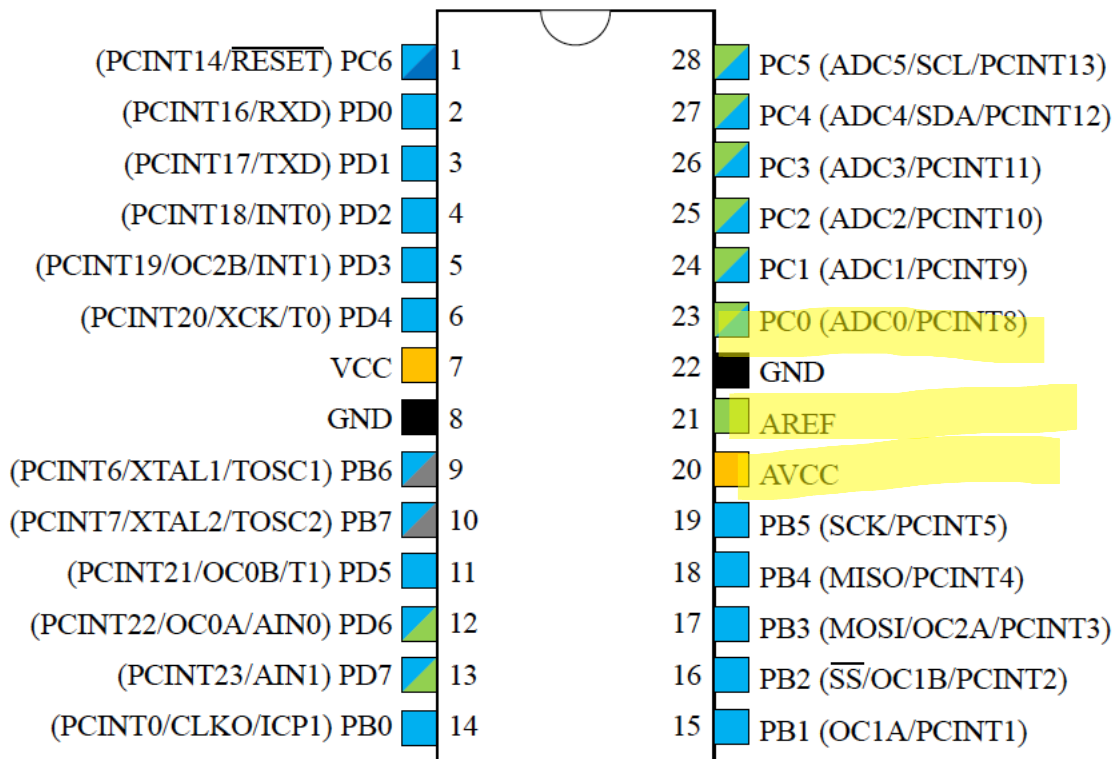 (PCINT14/RESET) PC6 1 28 PC5 (ADC5/SCL/PCINT13)
(PCINT16/RXD) PD0 2 27 PC4 (ADC4/SDA/PCINT12)
(PCINT17/TXD) PD1 3 26 PC3 (ADC3/PCINT11)
(PCINT18/INT0) PD2 4 25 PC2 (ADC2/PCINT10)
(PCINT19/OC2B/INT1) PD3 5 24 PC1 (ADC1/PCINT9)
(PCINT20/XCK/T0) PD4 6 23 PC0 (ADC0/PCINT8)
VCC 7 22 GND
GND 8 21 AREF
(PCINT6/XTAL1/TOSC1) PB6 9 20 AVCC
(PCINT7/XTAL2/TOSC2) PB7 10 19 PB5 (SCK/PCINT5)
(PCINT21/OC0B/T1) PD5 11 18 PB4 (MISO/PCINT4)
(PCINT22/OC0A/AIN0) PD6 12 17 PB3 (MOSI/OC2A/PCINT3)
(PCINT23/AIN1) PD7 13 16 PB2 (SS/OC1B/PCINT2)
(PCINT0/CLKO/ICP1) PB0 14 15 PB1 (OC1A/PCINT1)